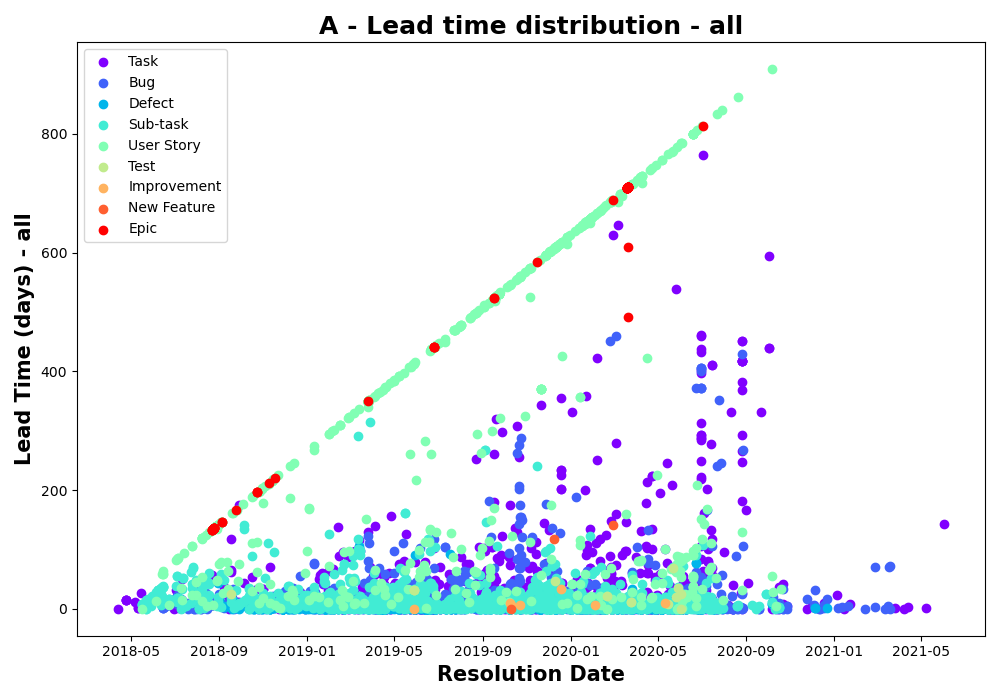 A - Lead time distribution - all
Task
Bug
Defect
Sub-task
User Story
Test
Improvement
New Feature
Epic
Lead Time (days) - all
800
600
400
200
0
2018-05 2018-09 2019-01 2019-05 2019-09 2020-01 2020-05 2020-09 2021-01 2021-05
Resolution Date